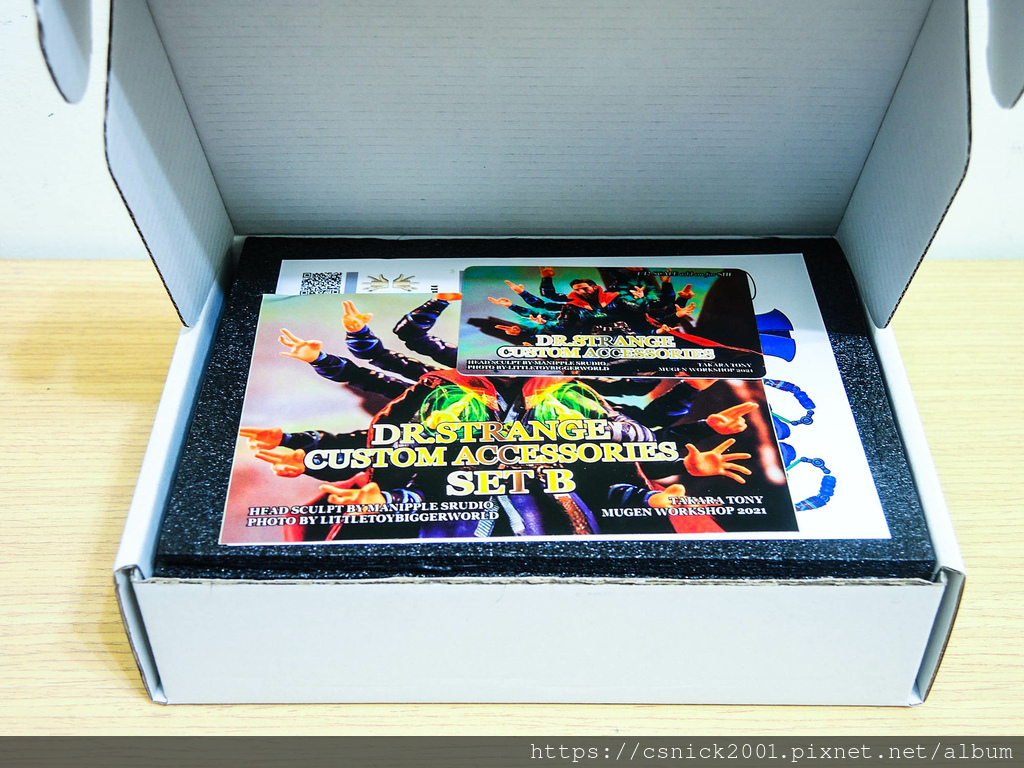 DR.STRANGE
CUSTOM ACCESSORIES
HEAD SCULPT BY MANIPPLE SRUDIO
PHOTO BY LITTLETOYBIGGERWORLD
TAKARA TONY
MUGEN WORKSHOP 2021
DR.STRANGE
CUSTOM ACCESSORIES
SET B
HEAD SCULPT BY MANIPPLE SRUDIO
PHOTO BY LITTLETOYBIGGERWORLD
TAKARA TONY
MUGEN WORKSHOP 2021
https://csnick2001.pixnet.net/album